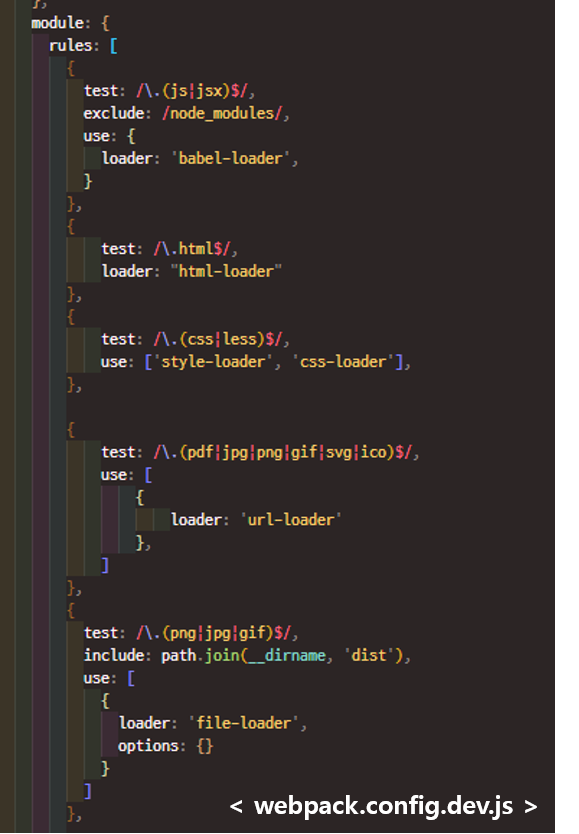 },
module: {
rules: [
{
test: /\.(js|jsx)$/,
exclude: /node_modules/,
use: {
loader: 'babel-loader',
}
},
{
test: /\.html$/,
loader: "html-loader"
},
{
test: /\.(css|less)$/,
use: ['style-loader', 'css-loader'],
},
{
test: /\.(pdf|jpg|png|gif|svg|ico)$/,
use: [
{
loader: 'url-loader'
},
]
},
{
test: /\.(png|jpg|gif)$/,
include: path.join(__dirname, 'dist'),
use: [
{
loader: 'file-loader',
options: {}
}
]
},
< webpack.config.dev.js >